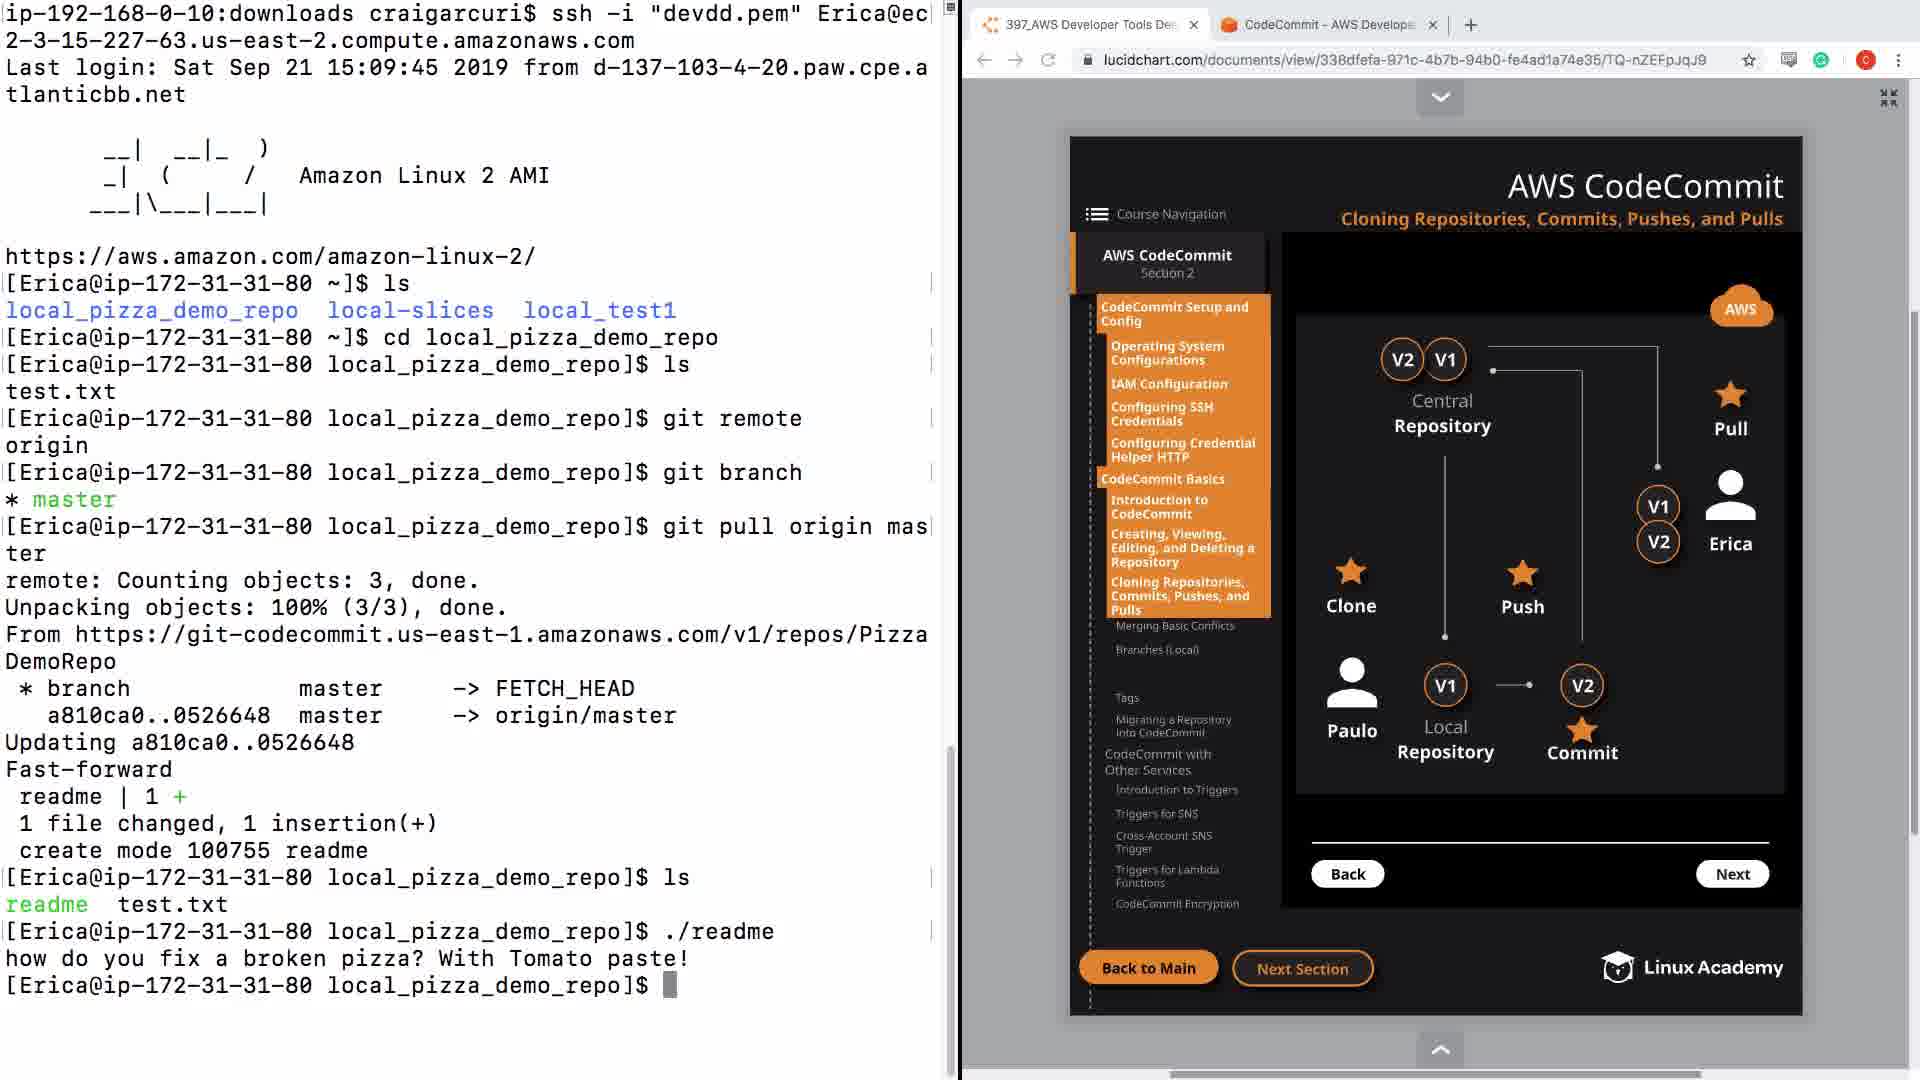 ip-192-168-0-10:downloads craigarcuri$ ssh -i "devdd.pem" Erica@ec
2-3-15-227-63.us-east-2.compute.amazonaws.com
Last login: Sat Sep 21 15:09:45 2019 from d-137-103-4-20.paw.cpe.a
tlanticbb.net
__|  __|_  )
_|  (     /   Amazon Linux 2 AMI
___|\___|___|
https://aws.amazon.com/amazon-linux-2/
[Erica@ip-172-31-31-80 ~]$ ls
local_pizza_demo_repo  local-slices  local_test1
[Erica@ip-172-31-31-80 ~]$ cd local_pizza_demo_repo
[Erica@ip-172-31-31-80 local_pizza_demo_repo]$ ls
test.txt
[Erica@ip-172-31-31-80 local_pizza_demo_repo]$ git remote
origin
[Erica@ip-172-31-31-80 local_pizza_demo_repo]$ git branch
* master
[Erica@ip-172-31-31-80 local_pizza_demo_repo]$ git pull origin mas
ter
remote: Counting objects: 3, done.
Unpacking objects: 100% (3/3), done.
From https://git-codecommit.us-east-1.amazonaws.com/v1/repos/Pizza
DemoRepo
 * branch            master     -> FETCH_HEAD
   a810ca0..0526648  master     -> origin/master
Updating a810ca0..0526648
Fast-forward
 readme | 1 +
 1 file changed, 1 insertion(+)
 create mode 100755 readme
[Erica@ip-172-31-31-80 local_pizza_demo_repo]$ ls
readme  test.txt
[Erica@ip-172-31-31-80 local_pizza_demo_repo]$ ./readme
how do you fix a broken pizza? With Tomato paste!
[Erica@ip-172-31-31-80 local_pizza_demo_repo]$
397_AWS Developer Tools De
CodeCommit - AWS Develope
lucidchart.com/documents/view/338dfefa-971c-4b7b-94b0-fe4ad1a74e35/TQ-nZEFpJqJ9
C
AWS CodeCommit
Cloning Repositories, Commits, Pushes, and Pulls
Course Navigation
AWS CodeCommit
Section 2
CodeCommit Setup and
Config
Operating System
Configurations
IAM Configuration
Configuring SSH
Credentials
Configuring Credential
Helper HTTP
CodeCommit Basics
Introduction to
CodeCommit
Creating, Viewing,
Editing, and Deleting a
Repository
Cloning Repositories,
Commits, Pushes, and
Pulls
Merging Basic Conflicts
Branches (Local)
Tags
Migrating a Repository
into CodeCommit
CodeCommit with
Other Services
Introduction to Triggers
Triggers for SNS
Cross-Account SNS
Trigger
Triggers for Lambda
Functions
CodeCommit Encryption
AWS
V2 V1
Central
Repository
Pull
V1
V2
Erica
Clone
Push
Paulo
V1
Local
Repository
V2
Commit
Back
Next
Back to Main
Next Section
Linux Academy